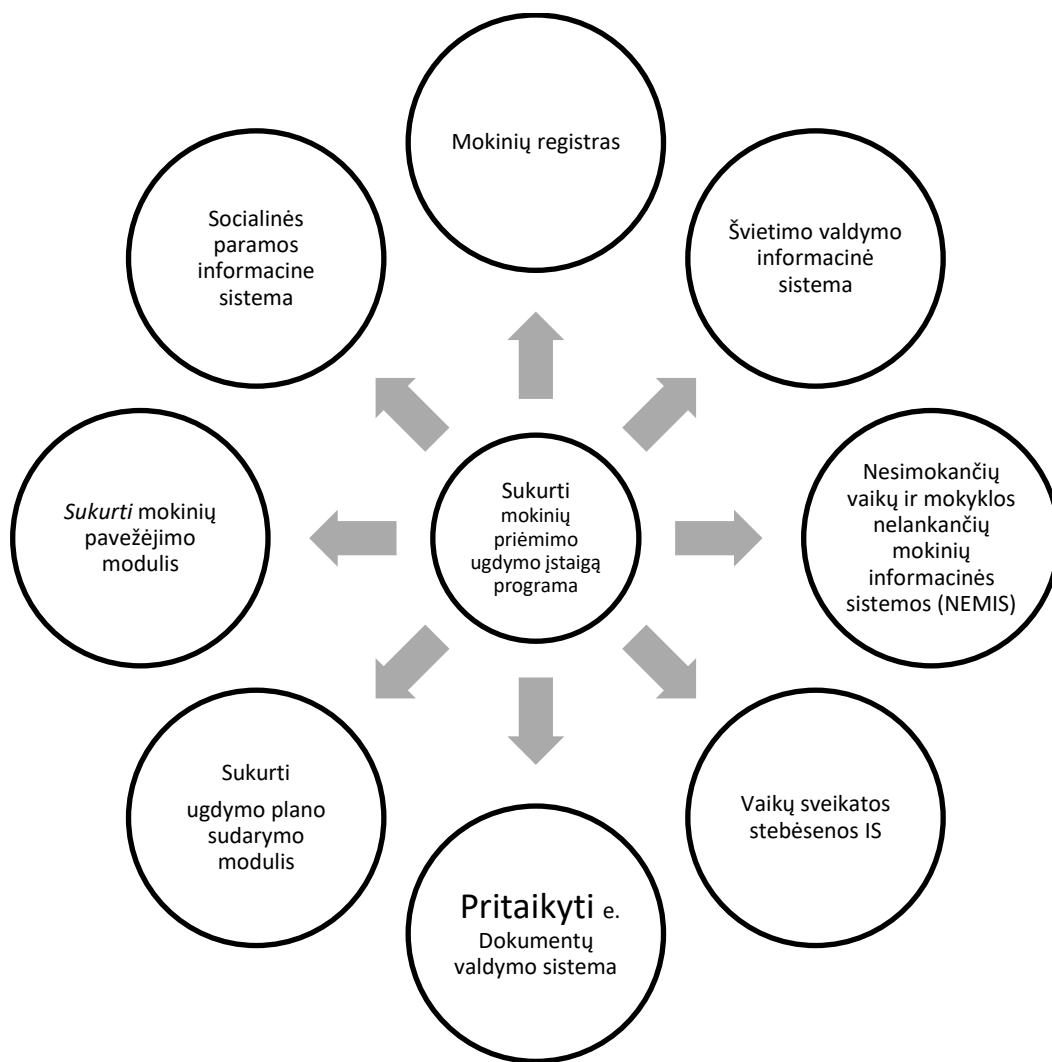 Mokinių registras
Socialinės
paramos
informacine
sistema
Švietimo valdymo
informacinė
sistema
Sukurti mokinių
pavežėjimo
modulis
Sukurti
mokinių
priėmimo
ugdymo įstaigą
programa
Nesimokančių
vaikų ir mokyklos
nelankančių
mokinių
informacinės
sistemos (NEMIS)
Sukurti
ugdymo plano
sudarymo
modulis
Vaikų sveikatos
stebėsenos IS
Pritaikyti e.
Dokumentų
valdymo sistema